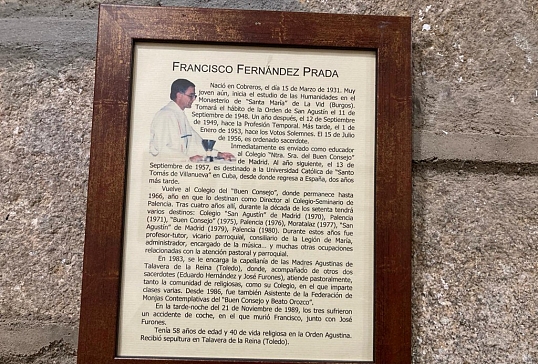 FRANCISCO FERNÁNDEZ PRADA
Nació en Cobreros, el día 15 de Marzo de 1931. Muy
joven aún, inicia el estudio de las Humanidades en el
Monasterio de "Santa María" de La Vid (Burgos).
Tomará el hábito de la Orden de San Agustín el 11 de
Septiembre de 1948. Un año después, el 12 de Septiembre
de 1949, hace la Profesión Temporal. Más tarde, el 1 de
Enero de 1953, hace los Votos Solemnes. El 15 de Julio
de 1956, es ordenado sacerdote.
Inmediatamente es enviado como educador
al Colegio "Ntra. Sra. del Buen Consejo"
de Madrid. Al año siguiente, el 13 de
Septiembre de 1957, es destinado a la Universidad Católica de "Santo
Tomás de Villanueva" en Cuba, desde donde regresa a España, dos años
más tarde.
Vuelve al Colegio del "Buen Consejo", donde permanece hasta
1966, año en que lo destinan como Director al Colegio-Seminario de
Palencia. Tras cuatro años allí, durante la década de los setenta tendrá
varios destinos: Colegio "San Agustín" de Madrid (1970), Palencia
(1971), "Buen Consejo" (1975), Palencia (1976), Moratalaz (1977), "San
Agustín" de Madrid (1979), Palencia (1980). Durante estos años fue
profesor-tutor, vicario parroquial, consiliario de la Legión de María,
administrador, encargado de la música... y muchas otras ocupaciones
relacionadas con la atención pastoral y parroquial.
En 1983, se le encarga la capellanía de las Madres Agustinas de
Talavera de la Reina (Toledo), donde, acompañado de otros dos
sacerdotes (Eduardo Hernández y José Furones), atiende pastoralmente,
tanto la comunidad de religiosas, como su Colegio, en el que imparte
clases varias. Desde 1986, fue también Asistente de la Federación de
Monjas Contemplativas del "Buen Consejo y Beato Orozco".
En la tarde-noche del 21 de Noviembre de 1989, los tres sufrieron
un accidente de coche, en el que murió Francisco, junto con José
Furones.
Tenía 58 años de edad y 40 de vida religiosa en la Orden Agustina.
Recibió sepultura en Talavera de la Reina (Toledo).